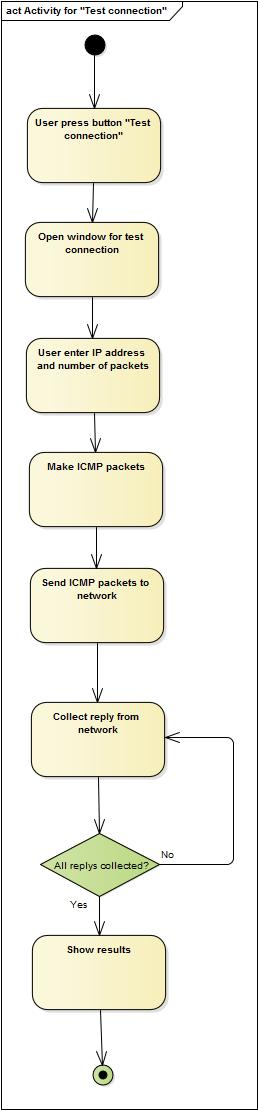 act Activity for "Test connection"
User press button "Test
connection"
Open window for test
connection
User enter IP address
and number of packets
Make ICMP packets
Send ICMP packets to
network
Collect reply from
network
No
All replys collected?
Yes
Show results